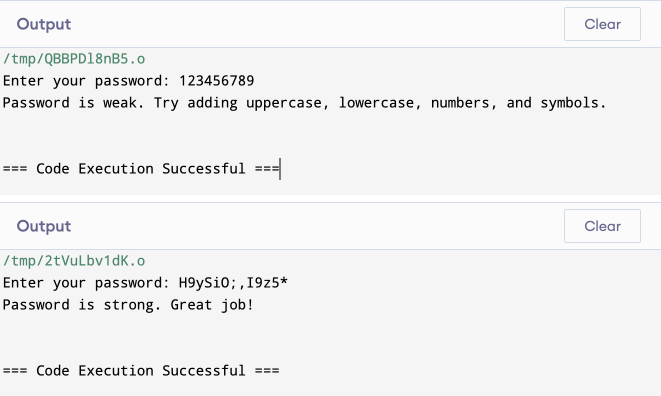 Output
Clear
/tmp/QBBPDl8nB5.o
Enter your password: 123456789
Password is weak. Try adding uppercase, lowercase, numbers, and symbols.
=== Code Execution Successful ===
Output
Clear
/tmp/2tVuLbv1dK.o
Enter your password: H9ySiO;,I9z5*
Password is strong. Great job!
=== Code Execution Successful ===